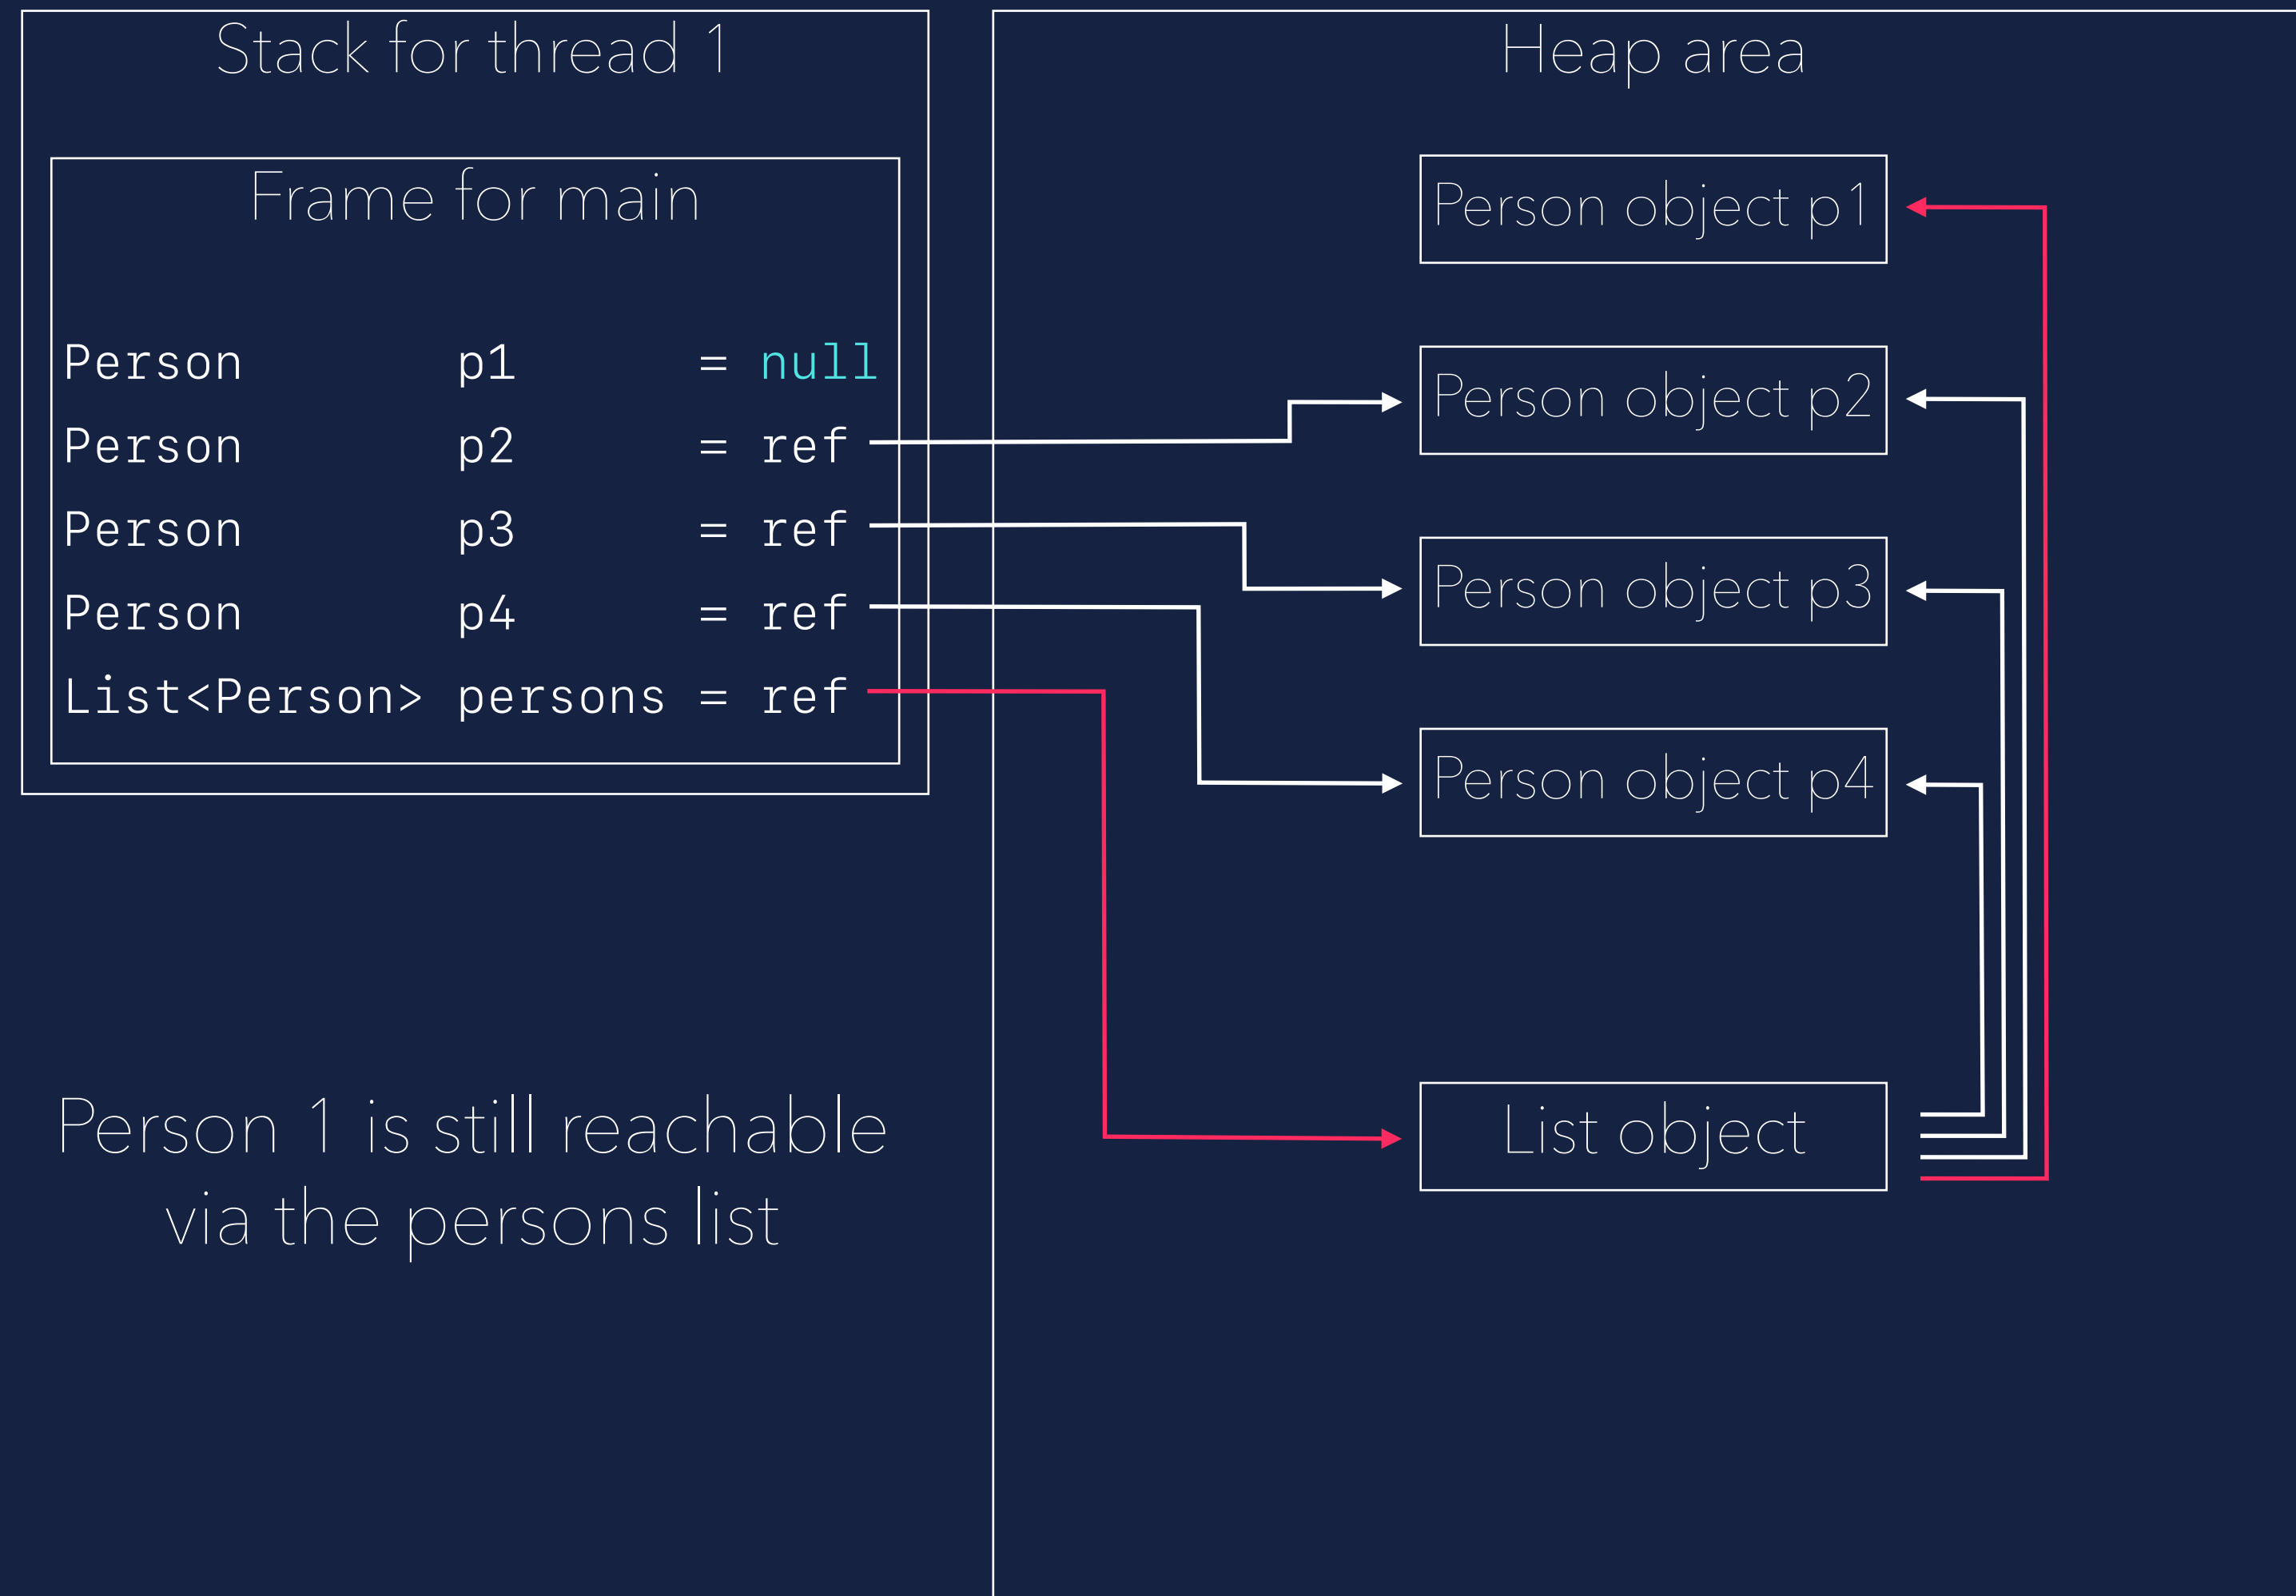 Stack for thread 1
Frame for main
Person p1 = null
Person p2 = ref
Person p3 = ref
Person p4 = ref
List<Person> persons = ref
Person 1 is still reachable
via the persons list
Heap area
Person object p1
Person object p2
Person object p3
Person object p4
List object